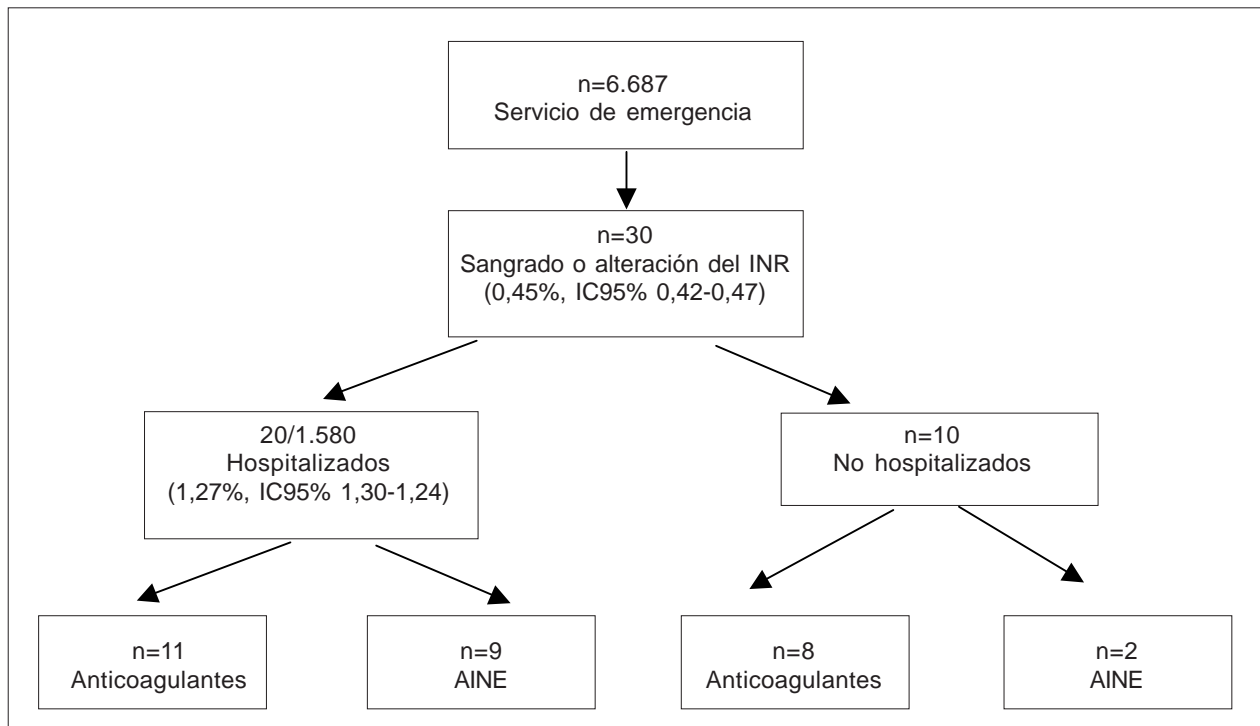 n=6.687
Servicio de emergencia
n=30
Sangrado o alteración del INR
(0,45%, IC95% 0,42-0,47)
20/1.580
Hospitalizados
(1,27%, IC95% 1,30-1,24)
n=10
No hospitalizados
n=11
Anticoagulantes
n=9
AINE
n=8
Anticoagulantes
n=2
AINE